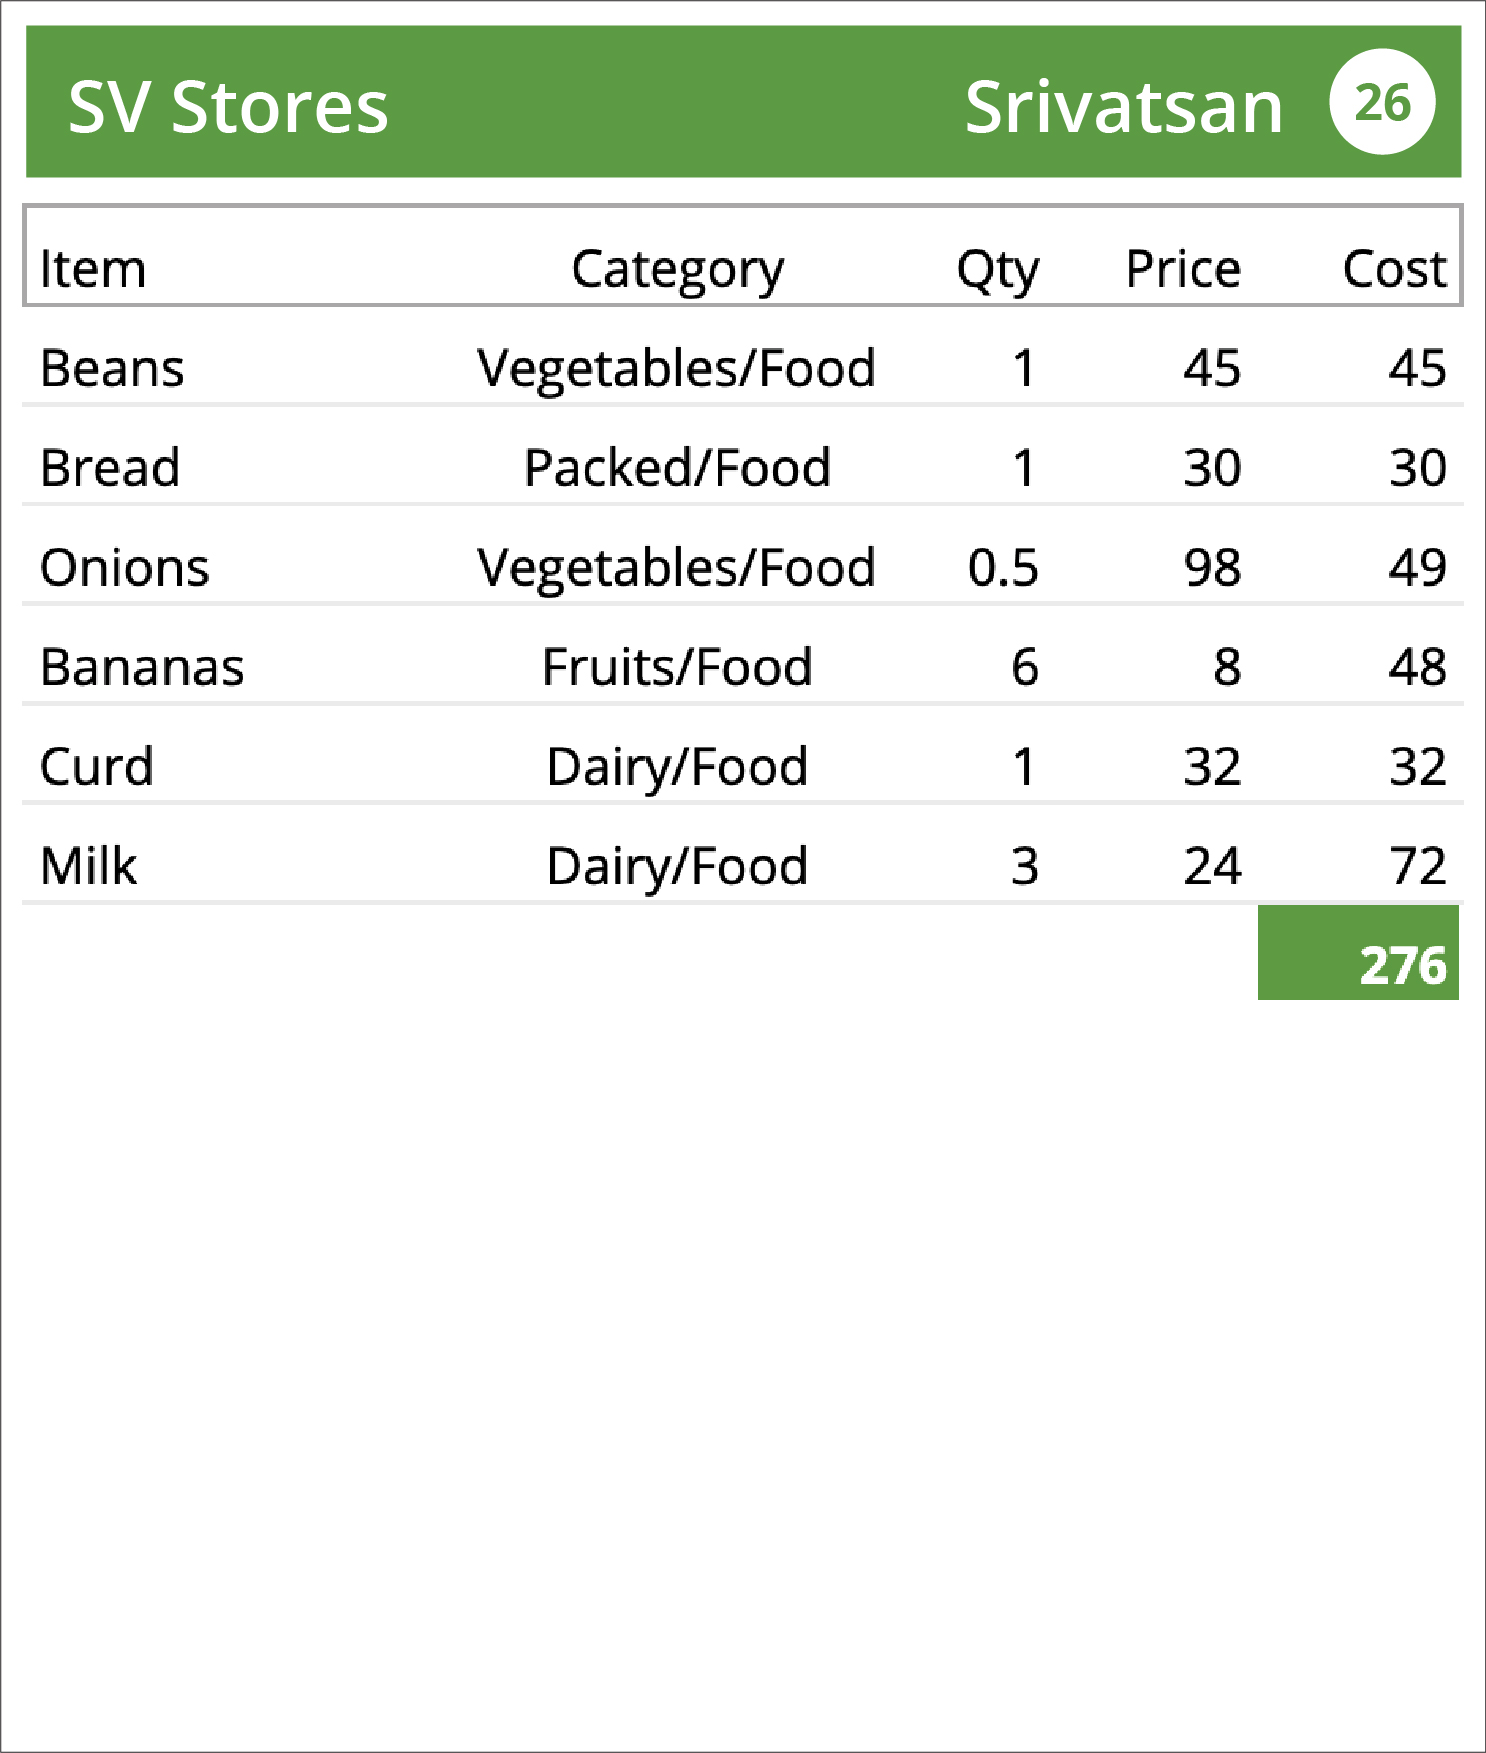 SV Stores Srivatsan 26
Item Category Qty Price Cost
Beans Vegetables/Food 1 45 45
Bread Packed/Food 1 30 30
Onions Vegetables/Food 0.5 98 49
Bananas Fruits/Food 6 8 48
Curd Dairy/Food 1 32 32
Milk Dairy/Food 3 24 72
276